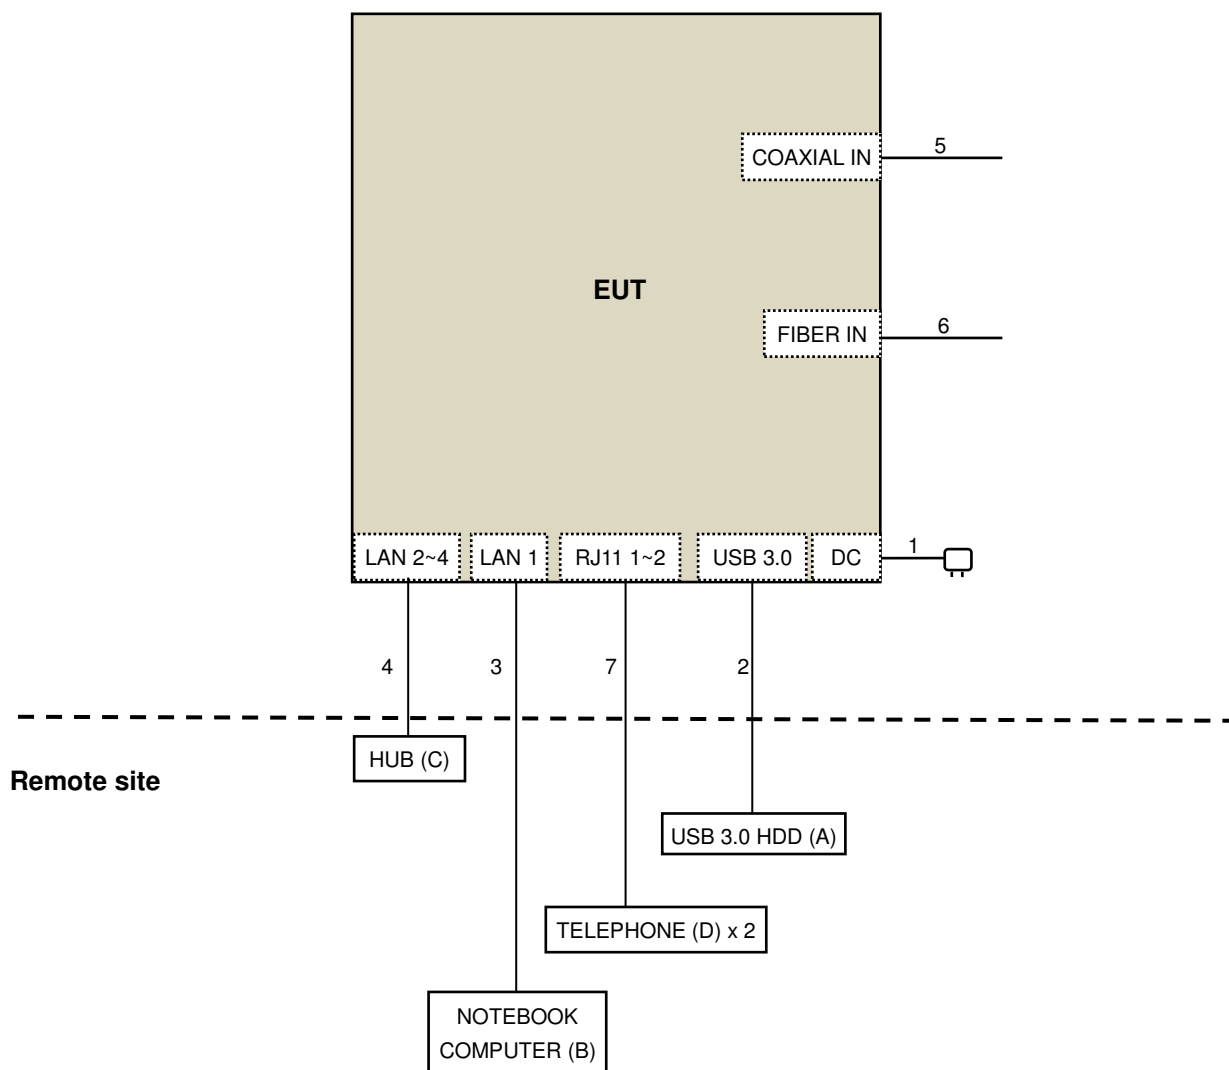 COAXIAL IN
5
EUT
FIBER IN
6
LAN 2~4
LAN 1
RJ11 1~2
USB 3.0
DC
1
4
3
7
2
HUB (C)
Remote site
USB 3.0 HDD (A)
TELEPHONE (D) x 2
NOTEBOOK
COMPUTER (B)